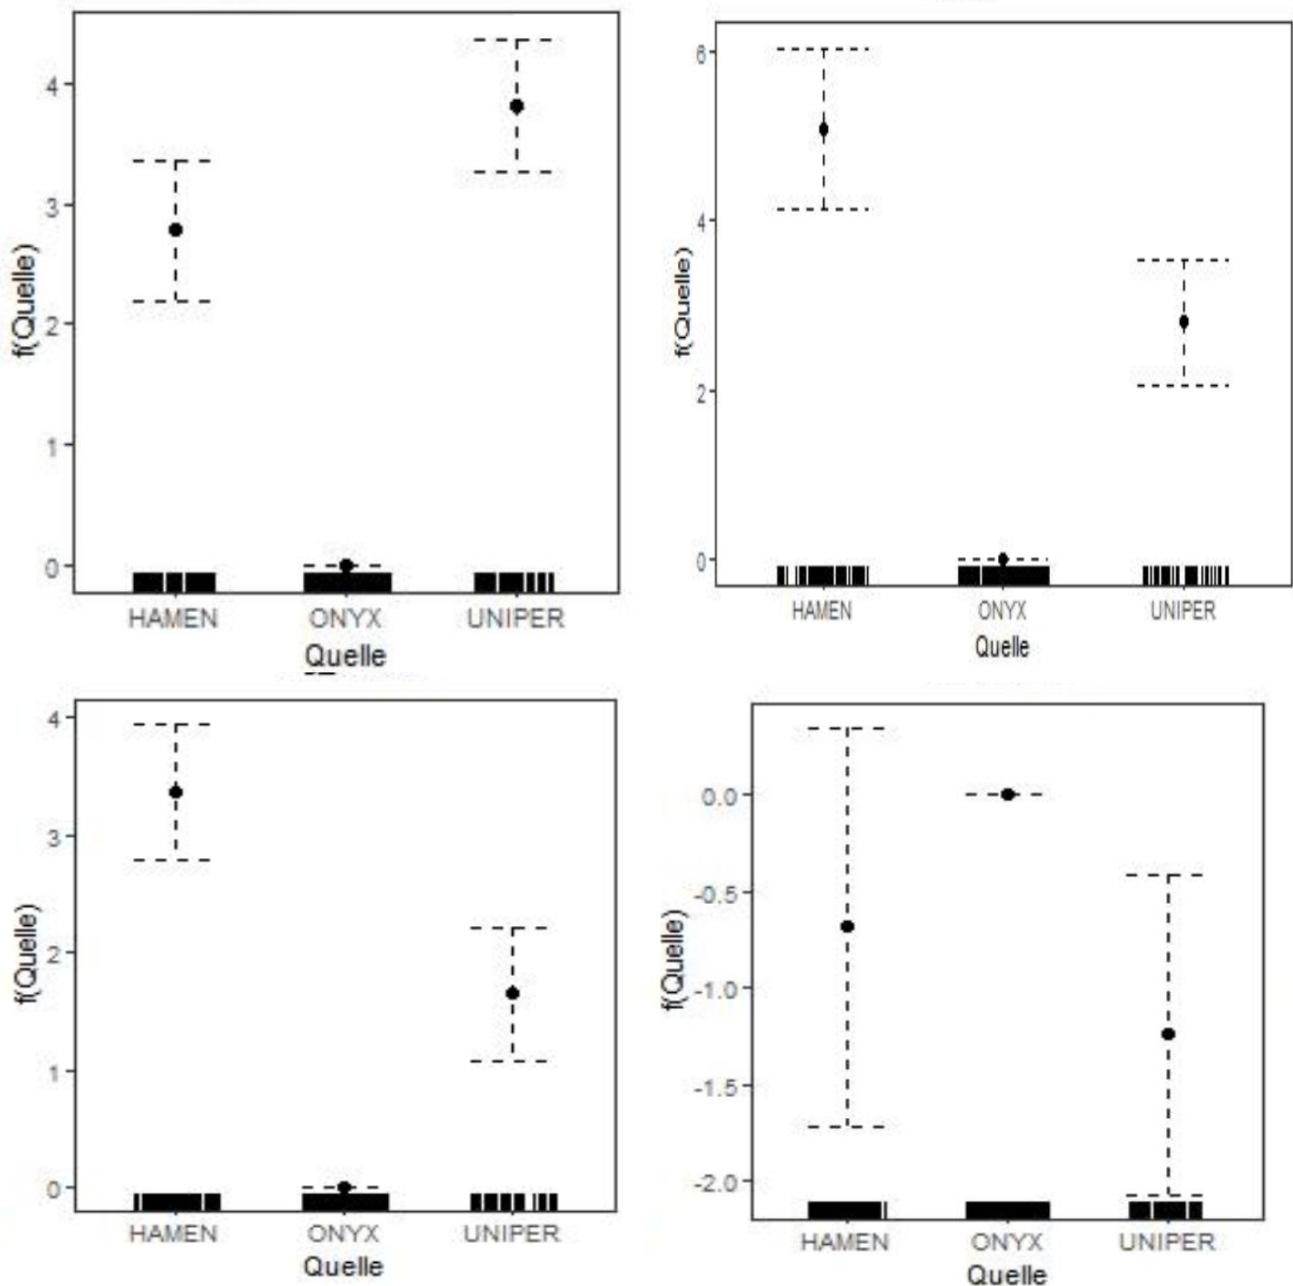 f(Quelle)
4
3
2
1
0
HAMEN ONYX UNIPER
Quelle
f(Quelle)
6
4
2
0
HAMEN ONYX UNIPER
Quelle
f(Quelle)
4
3
2
1
0
HAMEN ONYX UNIPER
Quelle
f(Quelle)
0.0
-0.5
-1.0
-1.5
-2.0
HAMEN ONYX UNIPER
Quelle